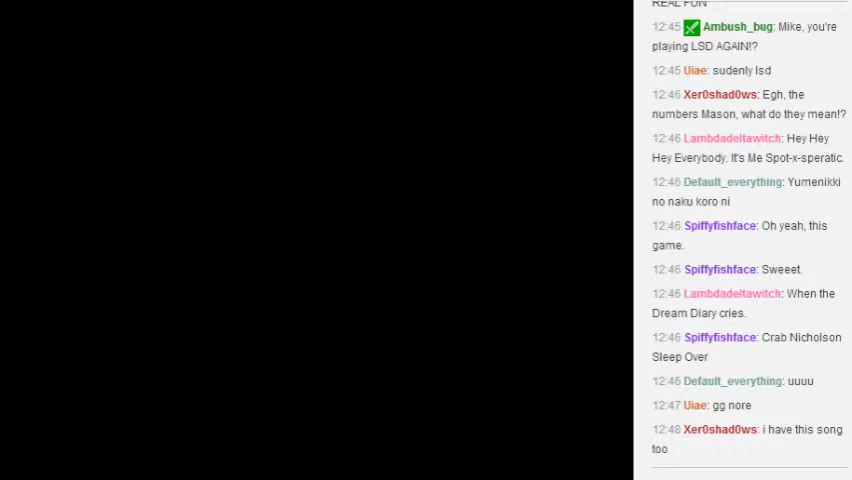 REAL FUN
12:45 Ambush_bug: Mike, you're
playing LSD AGAIN!?
12:45 Uiae: sudenly lsd
12:46 Xer0shad0ws: Egh, the
numbers Mason, what do they mean!?
12:46 Lambdadeltawitch: Hey Hey
Hey Everybody. It's Me Spot-x-speratic.
12:46 Default_everything: Yumenikki
no naku koro ni
12:46 Spiffyfishface: Oh yeah, this
game.
12:46 Spiffyfishface: Sweeet.
12:46 Lambdadeltawitch: When the
Dream Diary cries.
12:46 Spiffyfishface: Crab Nicholson
Sleep Over
12:46 Default_everything: uuuu
12:47 Uiae: gg nore
12:48 Xer0shad0ws: i have this song
too